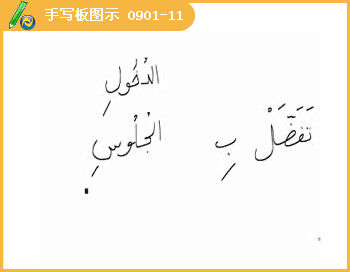 手写板图示 0901-11
الدُّخُولِ
تَفَضَّلْ بِ الْجُلُوسِ